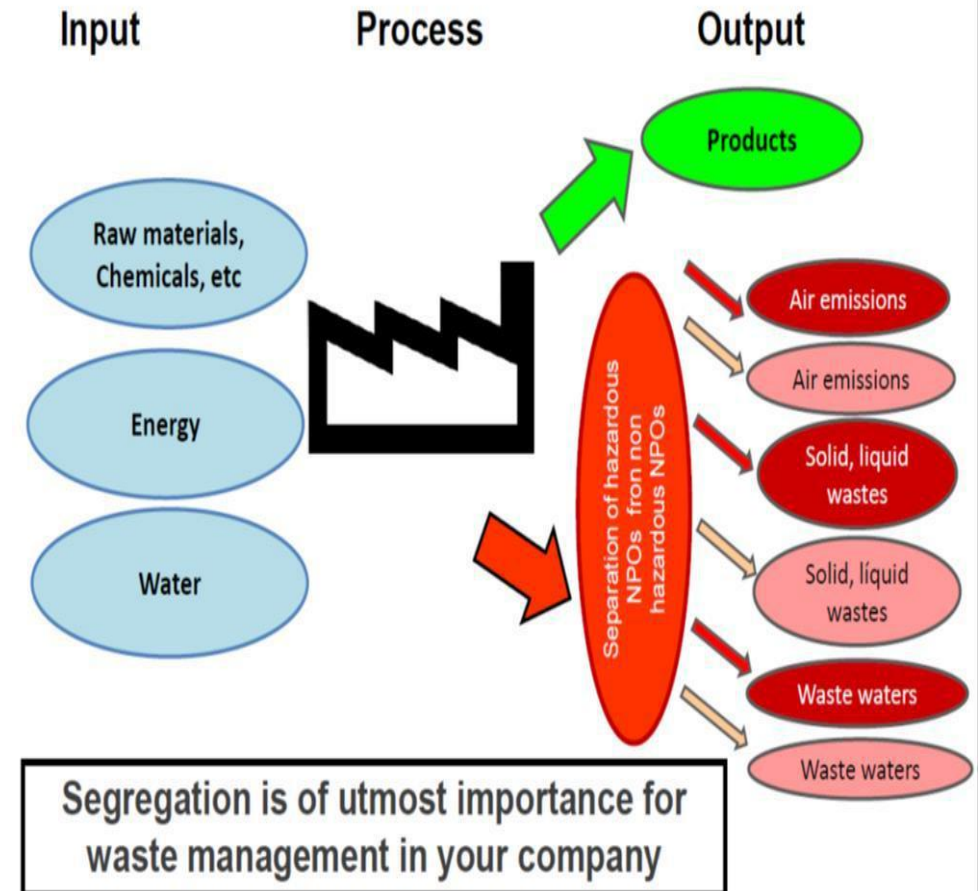 Input
Process
Output
Products
Raw materials,
Chemicals, etc
Energy
Water
Separation of hazardous
NPOs fron non
hazardous NPOs
Air emissions
Air emissions
Solid, liquid
wastes
Solid, líquid
wastes
Waste waters
Waste waters
Segregation is of utmost importance for
waste management in your company